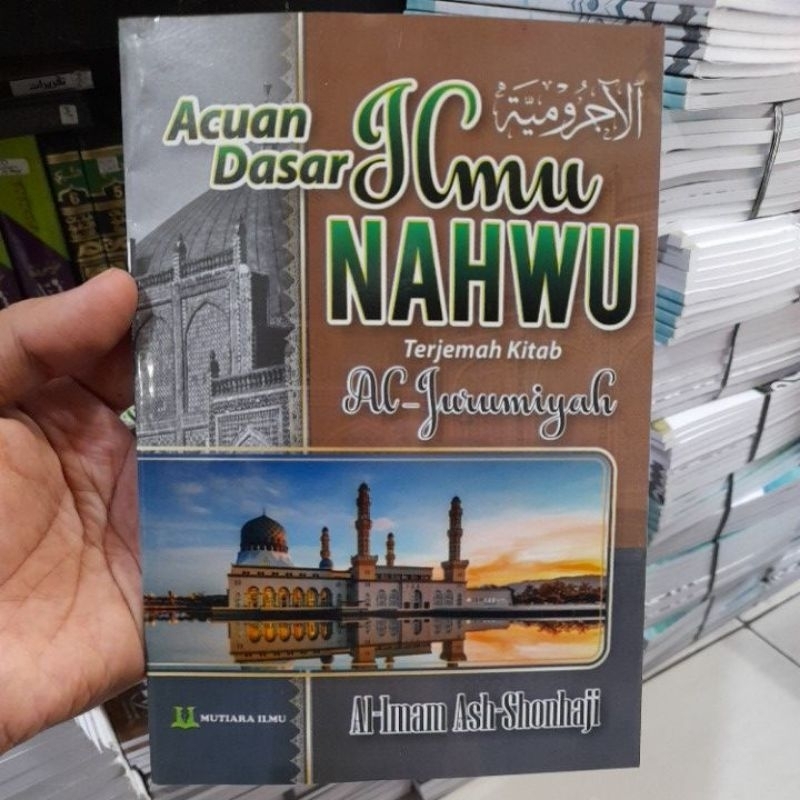 Acuan
Dasar Ilmu
الآجرومية
NAHWU
Terjemah Kitab
Al-Jurumiyah
MUTIARA ILMU
Al-Imam Ash-Shonhaji